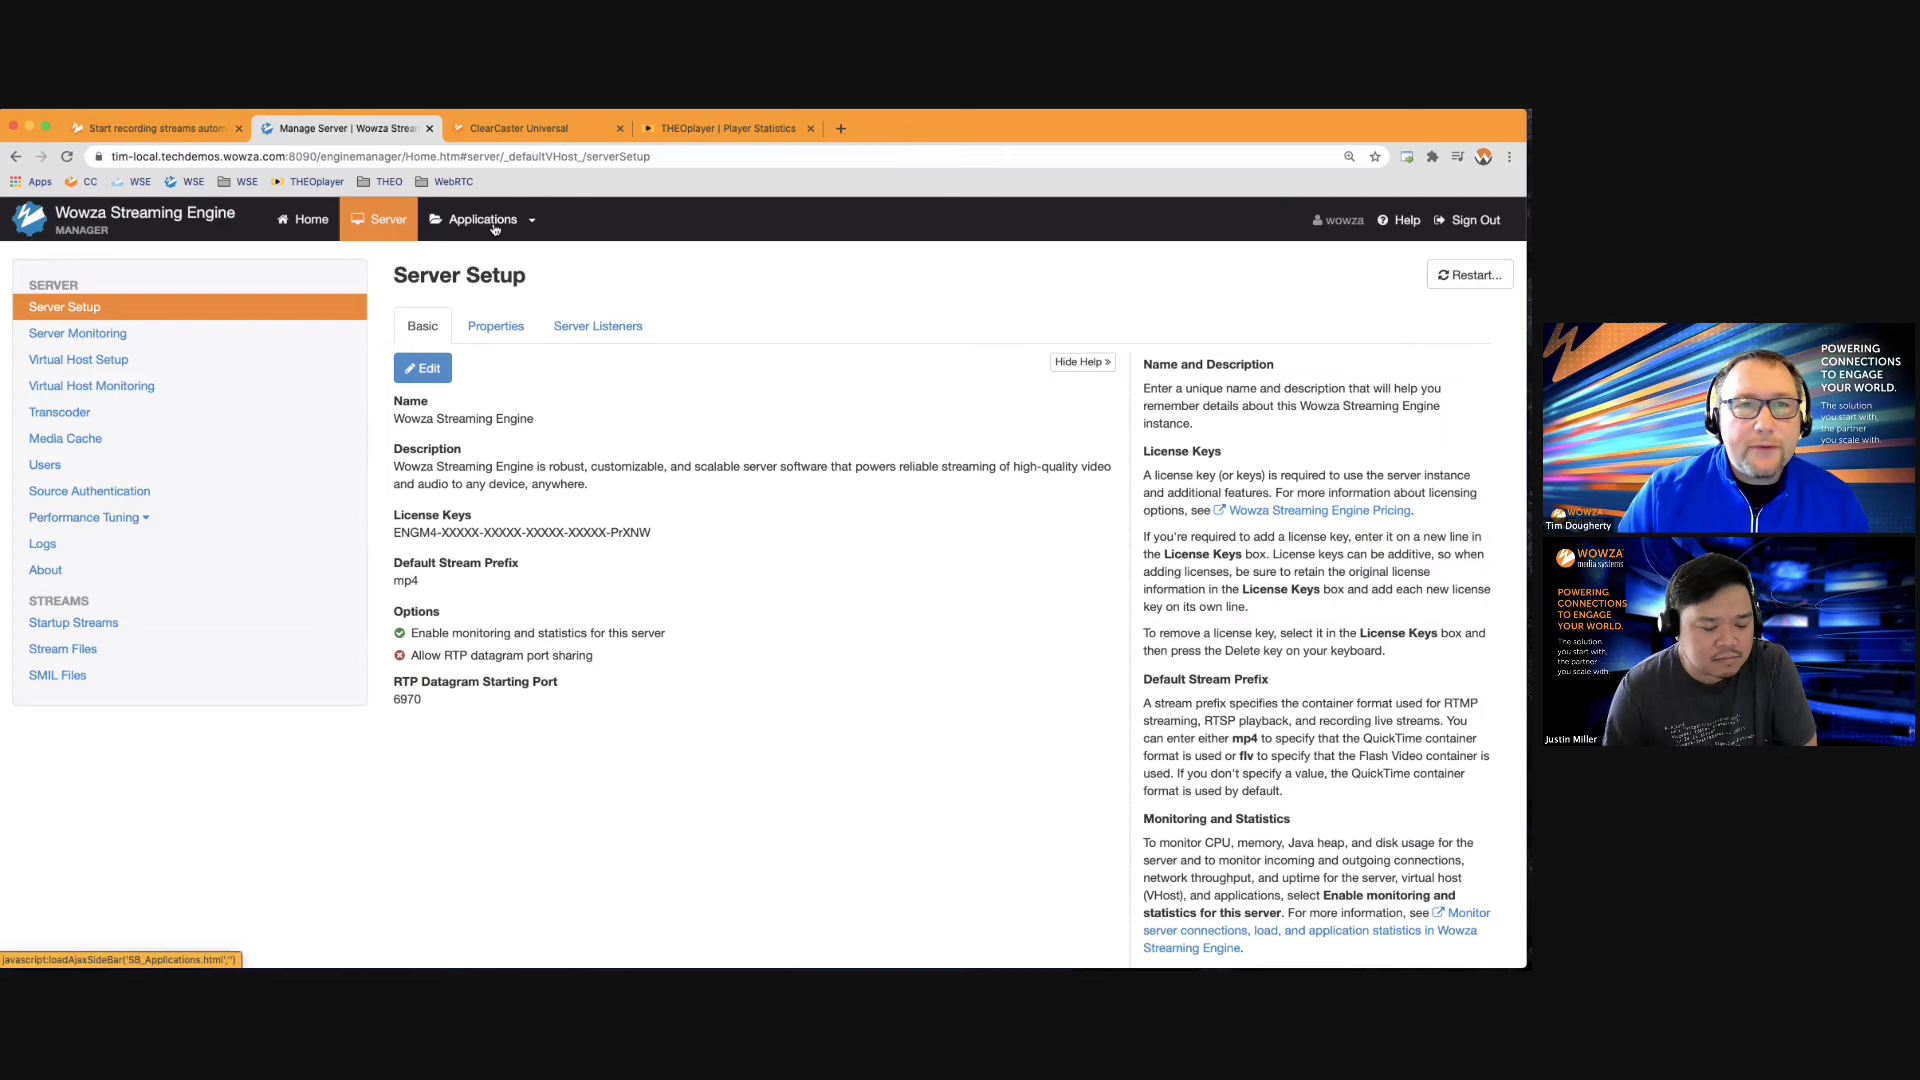 Start recording streams autom
Manage Server | Wowza Strea
ClearCaster Universal
THEOplayer | Player Statistics
tim-local.techdemos.wowza.com:8090/enginemanager/Home.htm#server/_defaultVHost_/serverSetup
Apps
CC
WSE
WSE
WSE
THEOplayer
THEO
WebRTC
Wowza Streaming Engine
MANAGER
Home
Server
Applications
wowza
Help
Sign Out
SERVER
Server Setup
Server Monitoring
Virtual Host Setup
Virtual Host Monitoring
Transcoder
Media Cache
Users
Source Authentication
Performance Tuning
Logs
About
STREAMS
Startup Streams
Stream Files
SMIL Files
Server Setup
Restart...
Basic
Properties
Server Listeners
Edit
Hide Help »
Name
Wowza Streaming Engine
Description
Wowza Streaming Engine is robust, customizable, and scalable server software that powers reliable streaming of high-quality video
and audio to any device, anywhere.
License Keys
ENGM4-XXXXX-XXXXX-XXXXX-XXXXX-PrXNW
Default Stream Prefix
mp4
Options
Enable monitoring and statistics for this server
Allow RTP datagram port sharing
RTP Datagram Starting Port
6970
Name and Description
Enter a unique name and description that will help you
remember details about this Wowza Streaming Engine
instance.
License Keys
A license key (or keys) is required to use the server instance
and additional features. For more information about licensing
options, see Wowza Streaming Engine Pricing.
If you're required to add a license key, enter it on a new line in
the License Keys box. License keys can be additive, so when
adding licenses, be sure to retain the original license
information in the License Keys box and add each new license
key on its own line.
To remove a license key, select it in the License Keys box and
then press the Delete key on your keyboard.
Default Stream Prefix
A stream prefix specifies the container format used for RTMP
streaming, RTSP playback, and recording live streams. You
can enter either mp4 to specify that the QuickTime container
format is used or flv to specify that the Flash Video container is
used. If you don't specify a value, the QuickTime container
format is used by default.
Monitoring and Statistics
To monitor CPU, memory, Java heap, and disk usage for the
server and to monitor incoming and outgoing connections,
network throughput, and uptime for the server, virtual host
(VHost), and applications, select Enable monitoring and
statistics for this server. For more information, see Monitor
server connections, load, and application statistics in Wowza
Streaming Engine.
javascript:loadAjaxSideBar('SB_Applications.html','')
POWERING
CONNECTIONS
TO ENGAGE
YOUR WORLD.
The solution
you start with,
the partner
you scale with.
WOWZA
Tim Dougherty
WOWZA
media systems
POWERING
CONNECTIONS
TO ENGAGE
YOUR WORLD.
The solution
you start with,
the partner
you scale with.
Justin Miller